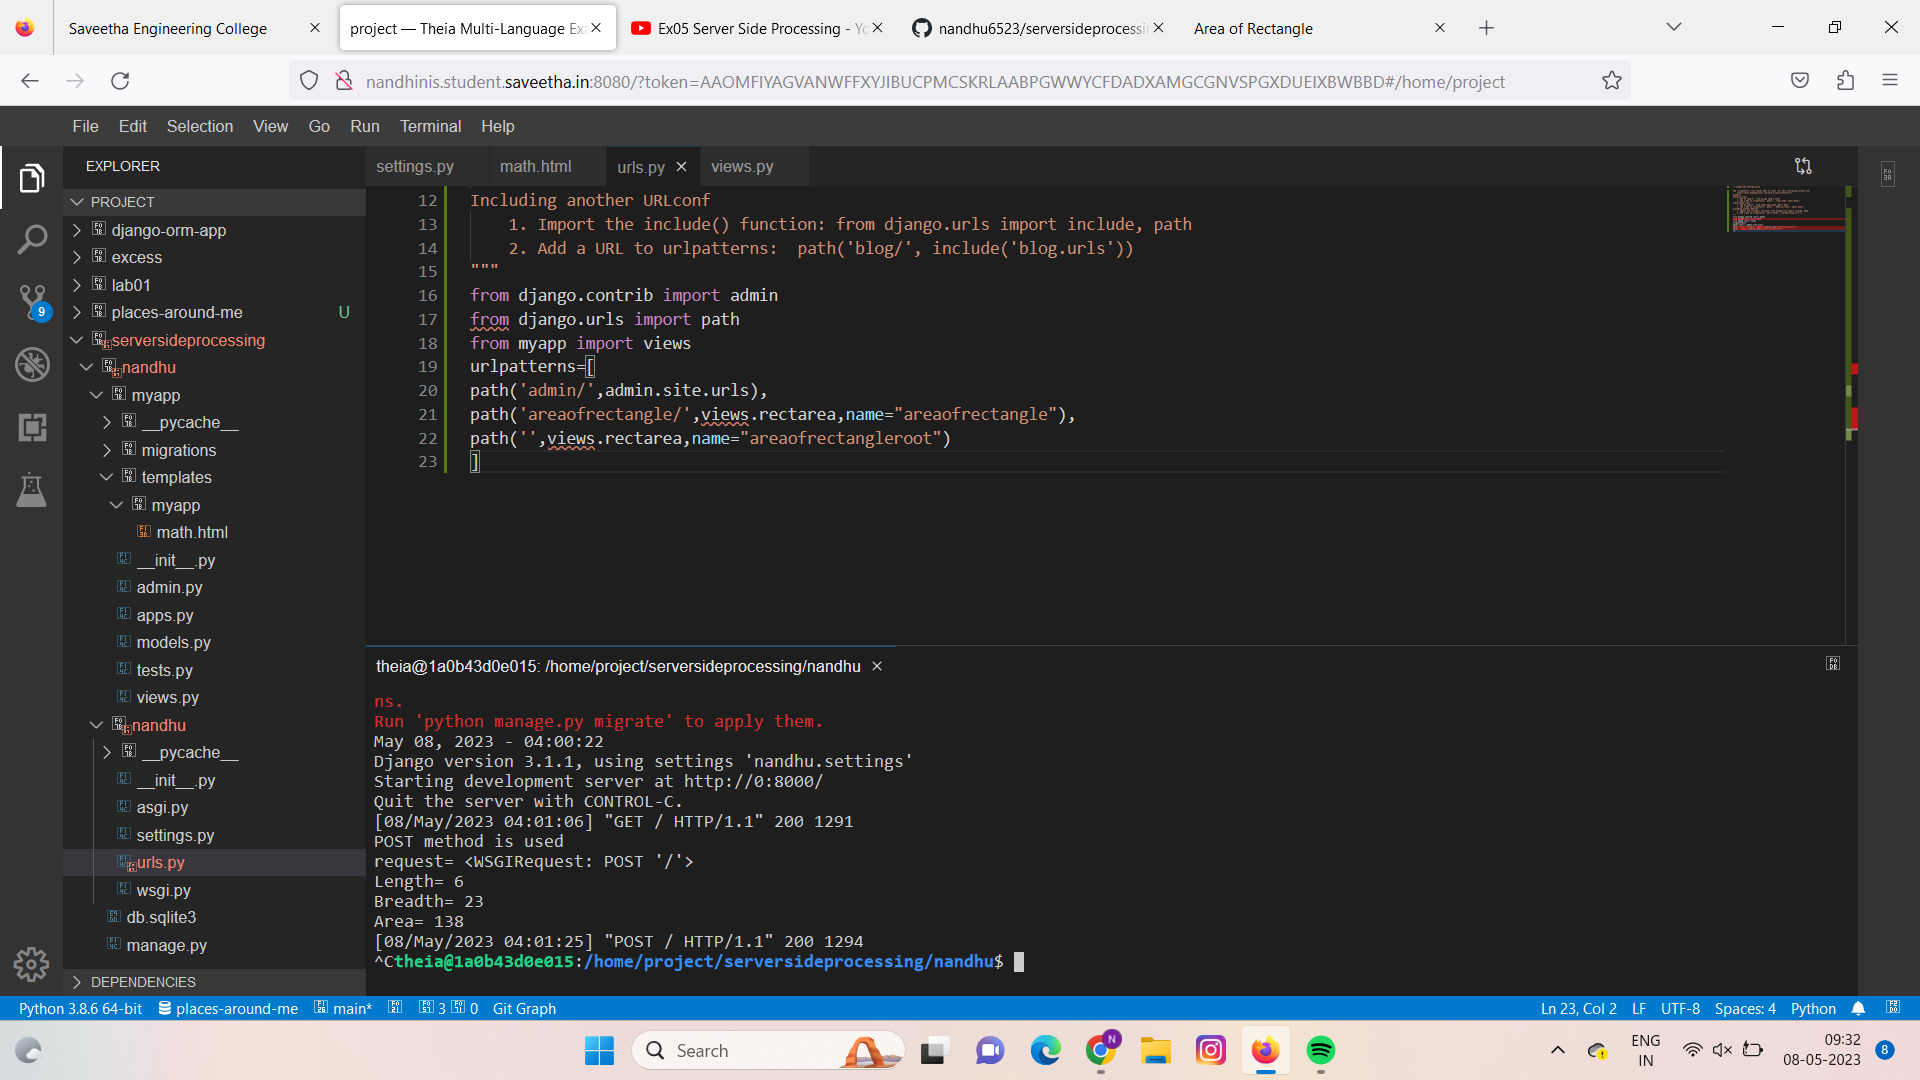 Saveetha Engineering College
project — Theia Multi-Language Ex
Ex05 Server Side Processing - Yo
nandhu6523/serversideprocessin
Area of Rectangle
nandhinis.student.saveetha.in:8080/?token=AAOMFIYAGVANWFFXYJIBUCPMCSKRLAABPGWWYCFDADXAMGCGNVSPGXDUEIXBWBBD#/home/project
File Edit Selection View Go Run Terminal Help
EXPLORER
PROJECT
django-orm-app
excess
lab01
places-around-me U
serversideprocessing
nandhu
myapp
__pycache__
migrations
templates
myapp
math.html
__init__.py
admin.py
apps.py
models.py
tests.py
views.py
nandhu
__pycache__
__init__.py
asgi.py
settings.py
urls.py
wsgi.py
db.sqlite3
manage.py
DEPENDENCIES
9
settings.py math.html urls.py views.py
12 Including another URLconf
13     1. Import the include() function: from django.urls import include, path
14     2. Add a URL to urlpatterns:  path('blog/', include('blog.urls'))
15 """
16 from django.contrib import admin
17 from django.urls import path
18 from myapp import views
19 urlpatterns=[
20 path('admin/',admin.site.urls),
21 path('areaofrectangle/',views.rectarea,name="areaofrectangle"),
22 path('',views.rectarea,name="areaofrectangleroot")
23 ]
theia@1a0b43d0e015: /home/project/serversideprocessing/nandhu
ns.
Run 'python manage.py migrate' to apply them.
May 08, 2023 - 04:00:22
Django version 3.1.1, using settings 'nandhu.settings'
Starting development server at http://0:8000/
Quit the server with CONTROL-C.
[08/May/2023 04:01:06] "GET / HTTP/1.1" 200 1291
POST method is used
request= <WSGIRequest: POST '/'>
Length= 6
Breadth= 23
Area= 138
[08/May/2023 04:01:25] "POST / HTTP/1.1" 200 1294
^Ctheia@1a0b43d0e015:/home/project/serversideprocessing/nandhu$
Python 3.8.6 64-bit places-around-me main* 3 0 Git Graph
Ln 23, Col 2 LF UTF-8 Spaces: 4 Python
Search
N
ENG
IN
09:32
08-05-2023
8